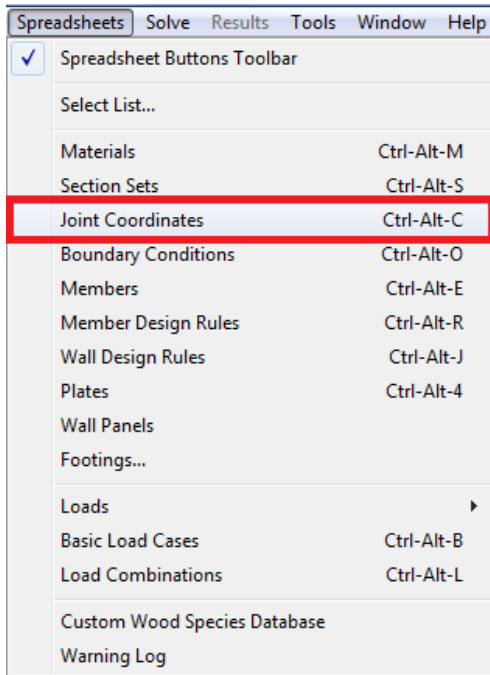 Spreadsheets Solve Results Tools Window Help
Spreadsheet Buttons Toolbar
Select List...
Materials Ctrl-Alt-M
Section Sets Ctrl-Alt-S
Joint Coordinates Ctrl-Alt-C
Boundary Conditions Ctrl-Alt-O
Members Ctrl-Alt-E
Member Design Rules Ctrl-Alt-R
Wall Design Rules Ctrl-Alt-J
Plates Ctrl-Alt-4
Wall Panels
Footings...
Loads
Basic Load Cases Ctrl-Alt-B
Load Combinations Ctrl-Alt-L
Custom Wood Species Database
Warning Log